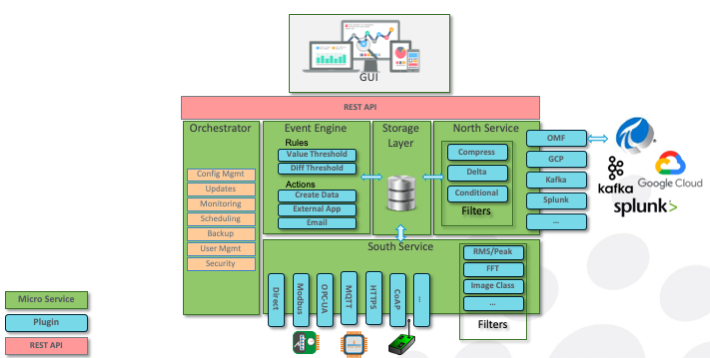 GUI
REST API
Orchestrator
Config Mgmt
Updates
Monitoring
Scheduling
Backup
User Mgmt
Security
Event Engine
Rules
Value Threshold
Diff Threshold
Actions
Create Data
External App
Email
Storage
Layer
North Service
Compress
Delta
Conditional
Filters
OMF
GCP
Kafka
Splunk
...
kafka
Google Cloud
splunk>
South Service
Direct
Modbus
OPC-UA
MQTT
HTTPS
CoAP
...
RMS/Peak
FFT
Image Class
...
Filters
Micro Service
Plugin
REST API